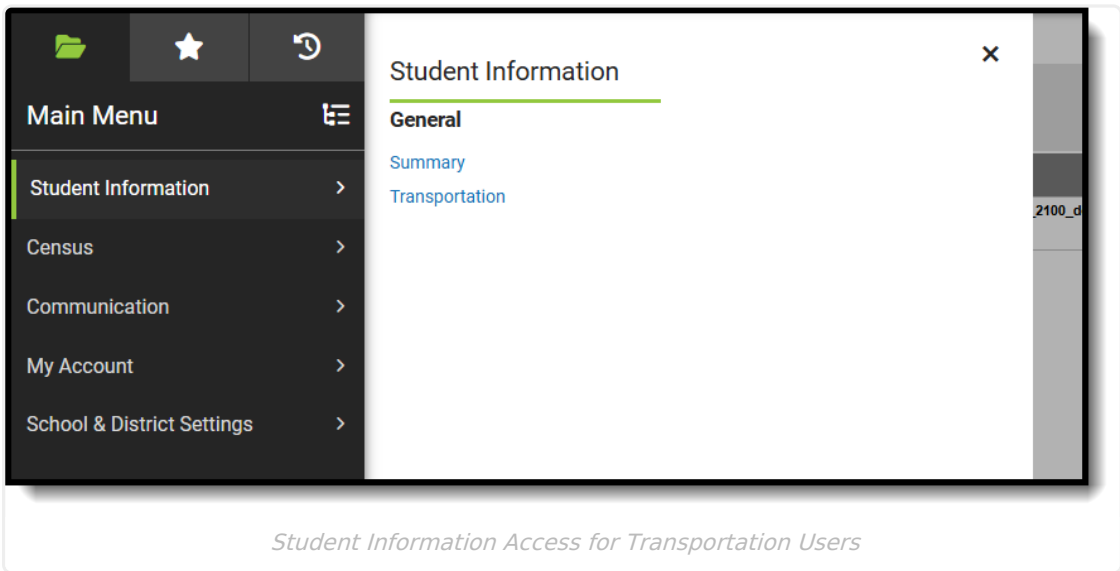 Main Menu
Student Information
Census
Communication
My Account
School & District Settings
Student Information
General
Summary
Transportation
_2100_d
Student Information Access for Transportation Users